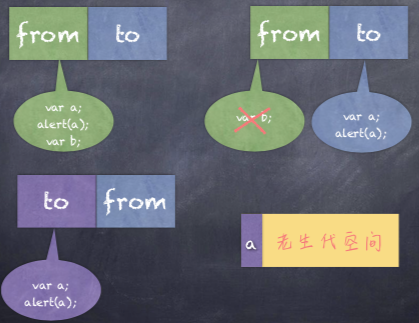 from to
var a;
alert(a);
var b;
from to
var b;
var a;
alert(a);
to from
var a;
alert(a);
a 老生代空间